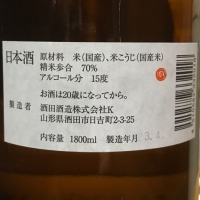 日本酒 原材料 米(国産)、米こうじ(国産米)
精米歩合 70%
アルコール分 15度
お酒は20歳になってから。
製造者 酒田酒造株式会社K
山形県酒田市日吉町2-3-25
内容量 1800ml 製造年月 23.4